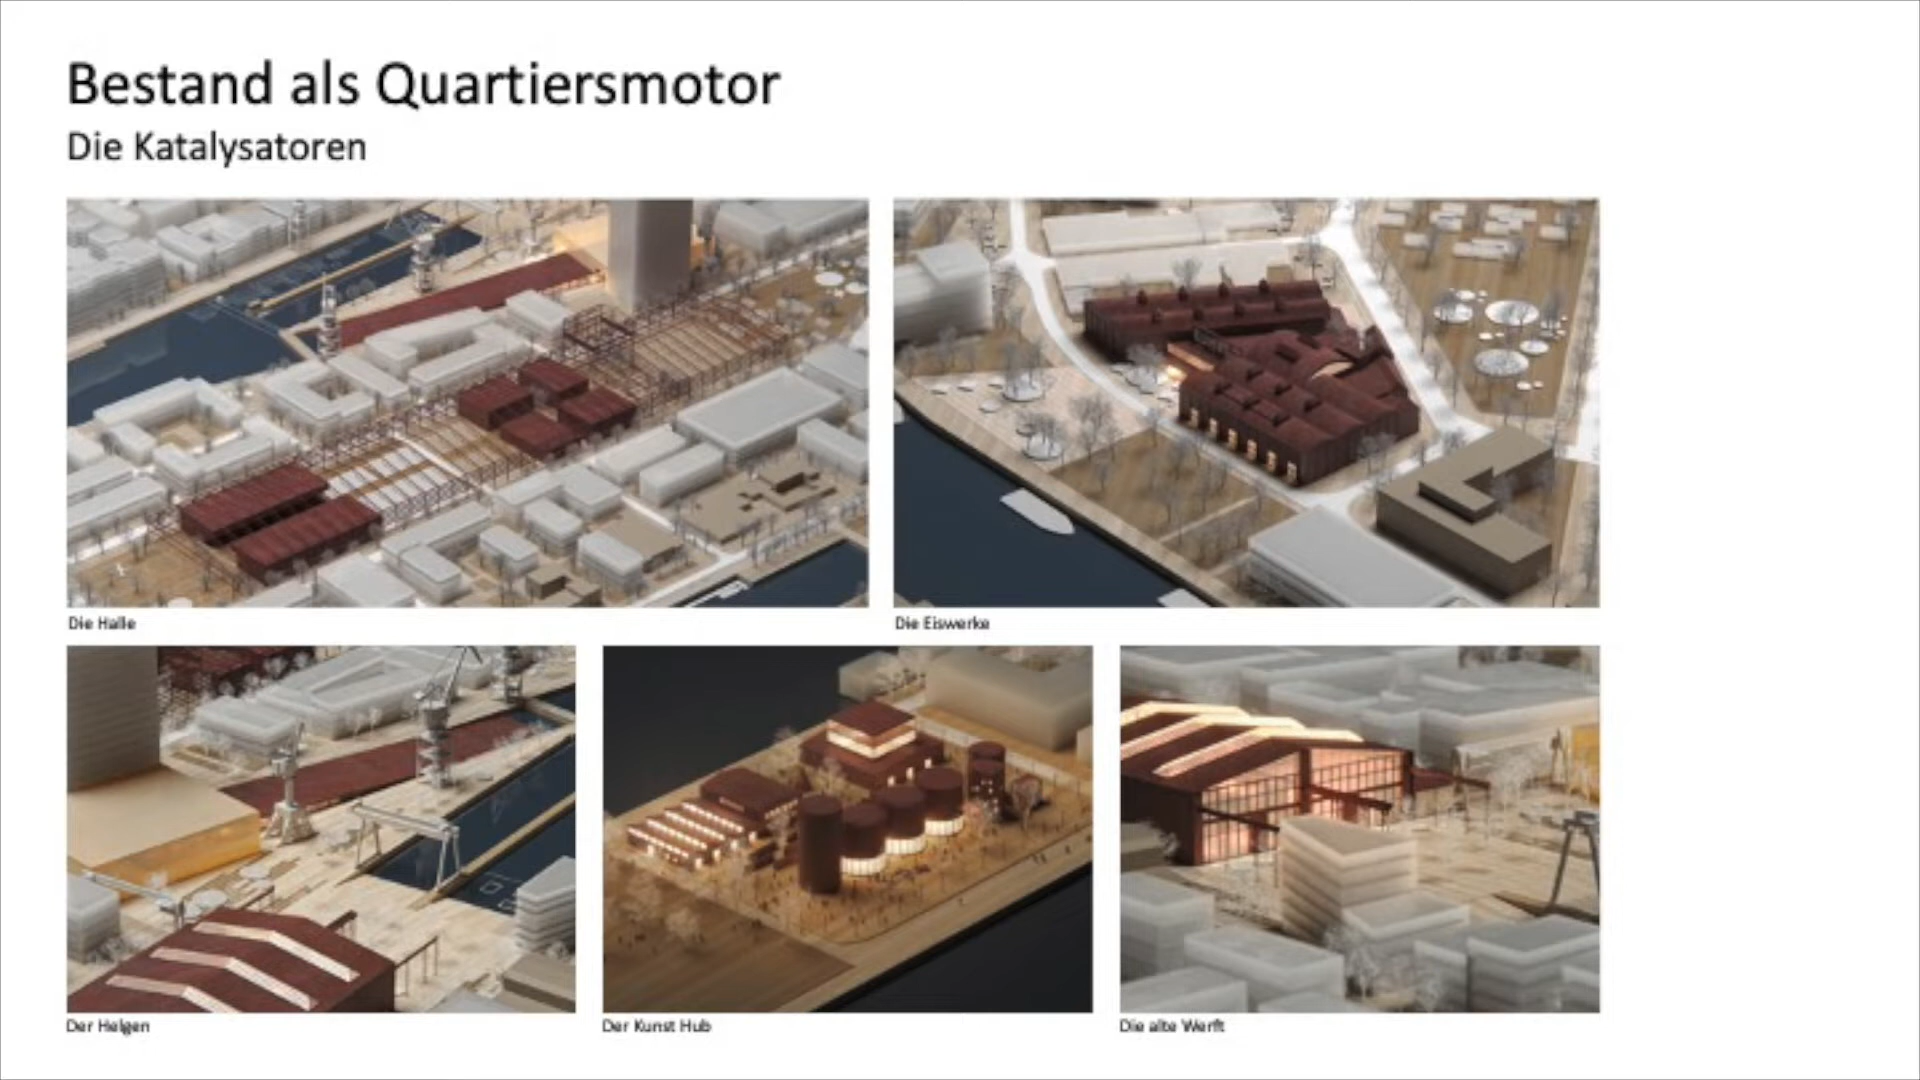 Bestand als Quartiersmotor
Die Katalysatoren
Die Halle
Die Eiswerke
Der Helgen
Der Kunst Hub
Die alte Werft